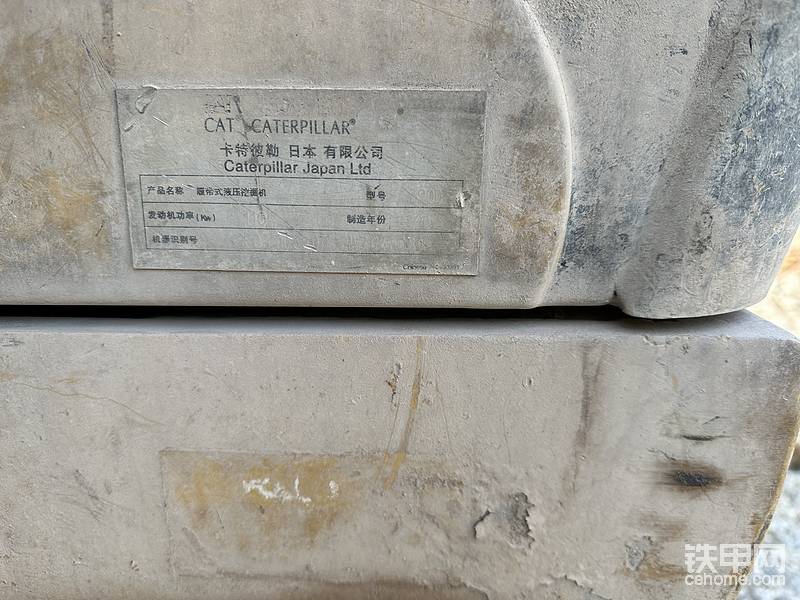 CAT CATERPILLAR®
卡特彼勒 日本 有限公司
Caterpillar Japan Ltd
产品名称 履带式液压挖掘机 型号
发动机功率(Kw) 制造年份
机器识别号
铁甲网
cehome.com